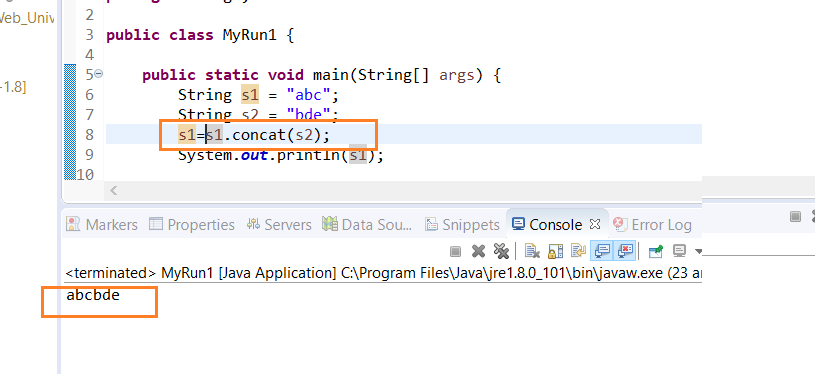 Web_Univ
-1.8]
2
3 public class MyRun1 {
4
5 public static void main(String[] args) {
6 String s1 = "abc";
7 String s2 = "bde";
8 s1=s1.concat(s2);
9 System.out.println(s1);
10
Markers Properties Servers Data Sou... Snippets Console Error Log
<terminated> MyRun1 [Java Application] C:\Program Files\Java\jre1.8.0_101\bin\javaw.exe (23 ar
abcbde